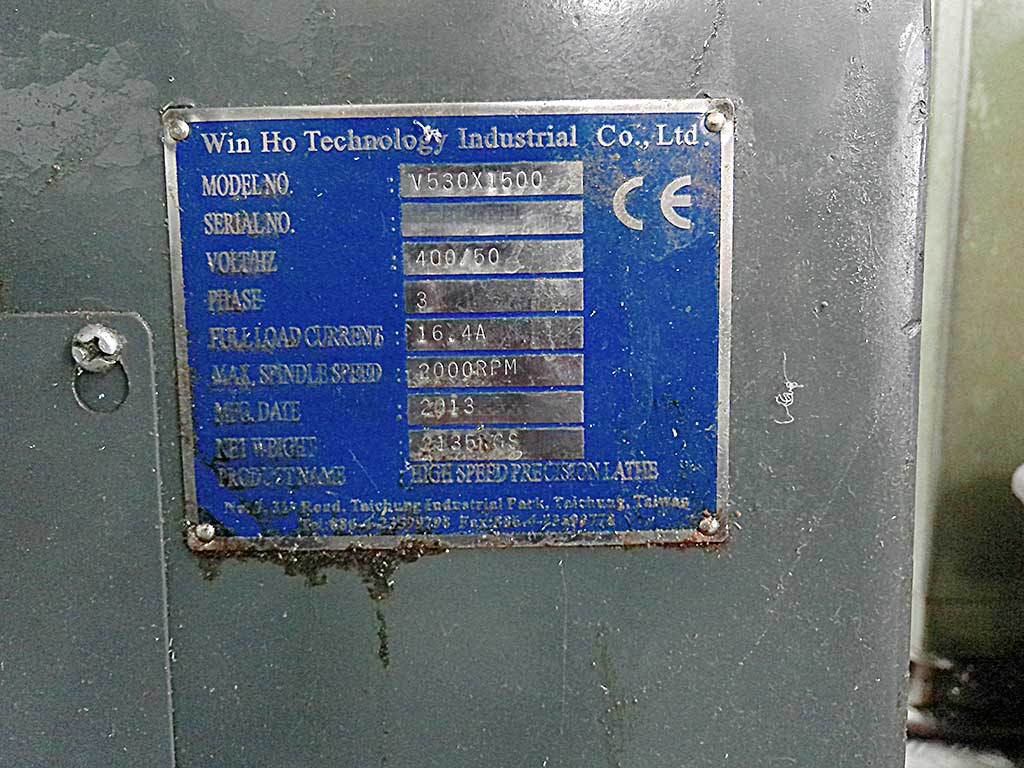 Win Ho Technology Industrial Co., Ltd.
MODEL NO. : V530X1500
CE
SERIAL NO. :
VOLT/HZ : 400/50
PHASE : 3
FULL LOAD CURRENT : 16.4A
MAX. SPINDLE SPEED : 2000RPM
MFG. DATE : 2013
NET WEIGHT : 2135KGS
PRODUCT NAME : HIGH SPEED PRECISION LATHE
Road, Taichung Industrial Park, Taichung, Taiwan